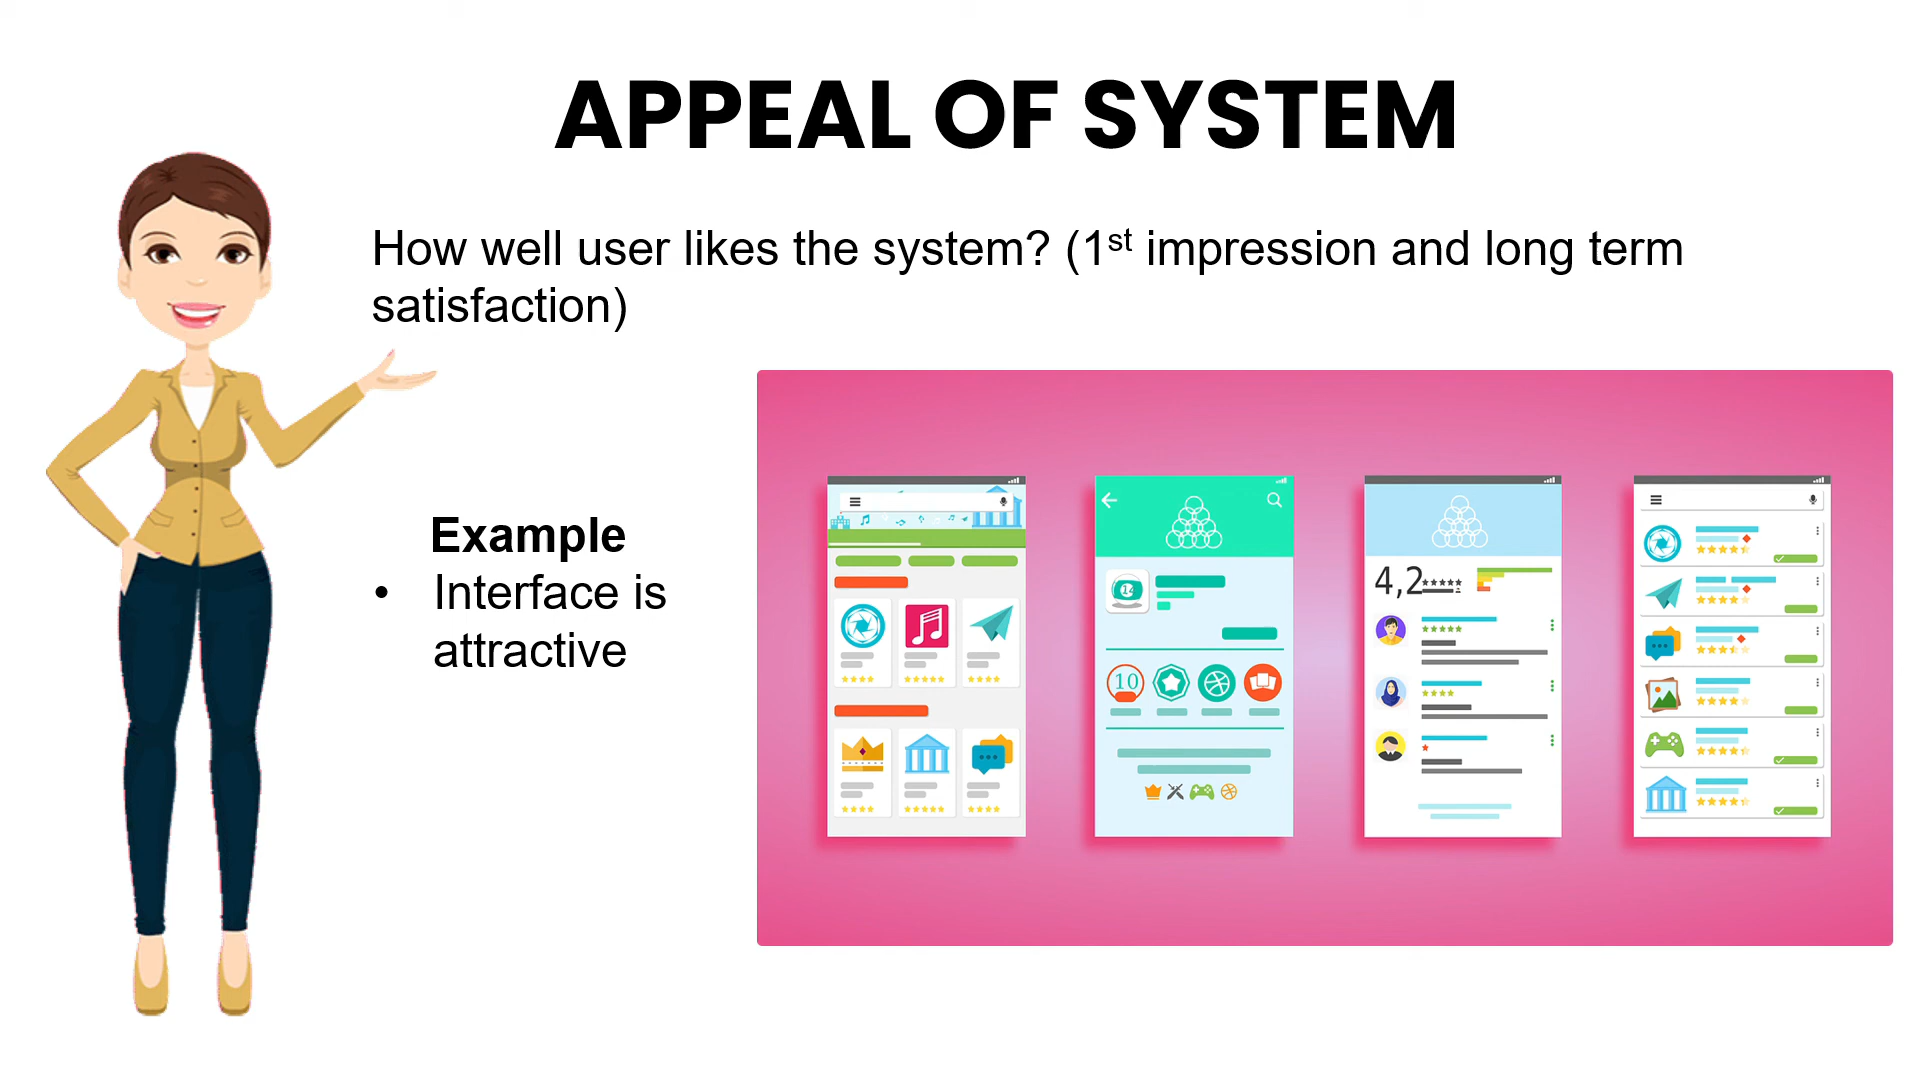 APPEAL OF SYSTEM
How well user likes the system? (1st impression and long term
satisfaction)
Example
• Interface is
attractive
4,2
10